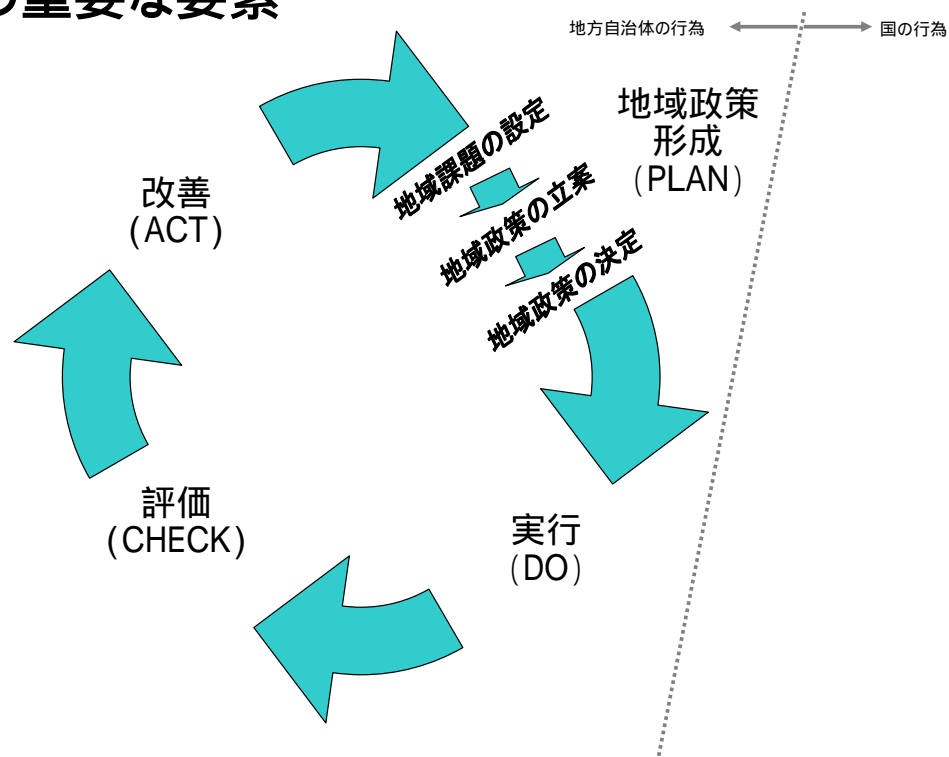 の重要な要素
地方自治体の行為
国の行為
地域政策
形成
(PLAN)
地域課題の設定
地域政策の立案
地域政策の決定
改善
(ACT)
評価
(CHECK)
実行
(DO)